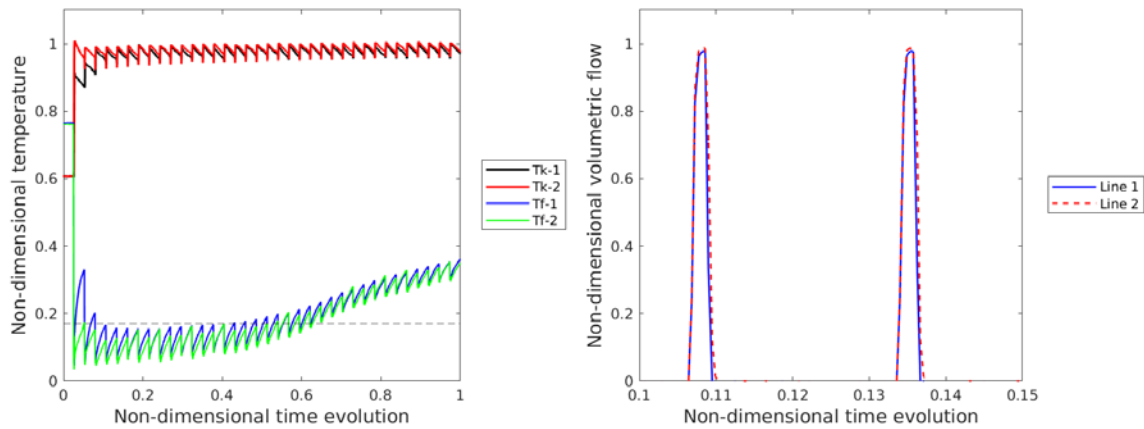 Non-dimensional temperature
1
0.8
0.6
0.4
0.2
0
0 0.2 0.4 0.6 0.8 1
Non-dimensional time evolution
Tk-1
Tk-2
Tf-1
Tf-2
Non-dimensional volumetric flow
1
0.8
0.6
0.4
0.2
0
0.1 0.11 0.12 0.13 0.14 0.15
Non-dimensional time evolution
Line 1
Line 2